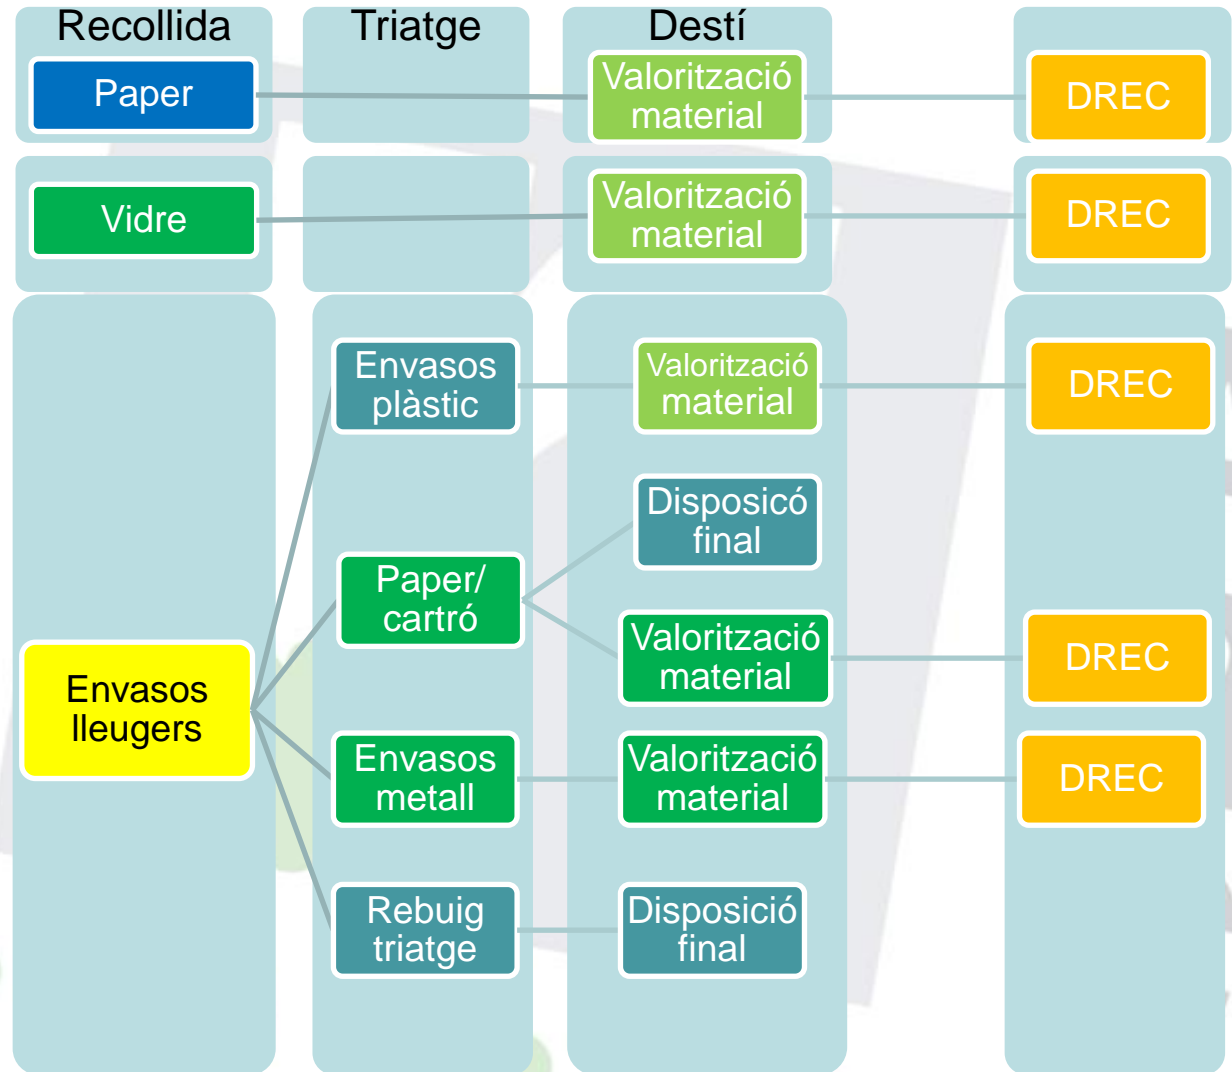 Recollida
Triatge
Destí
Paper
Valorització
material
DREC
Vidre
Valorització
material
DREC
Envasos
lleugers
Envasos
plàstic
Valorització
material
DREC
Disposicó
final
Paper/
cartró
Valorització
material
DREC
Envasos
metall
Valorització
material
DREC
Rebuig
triatge
Disposició
final